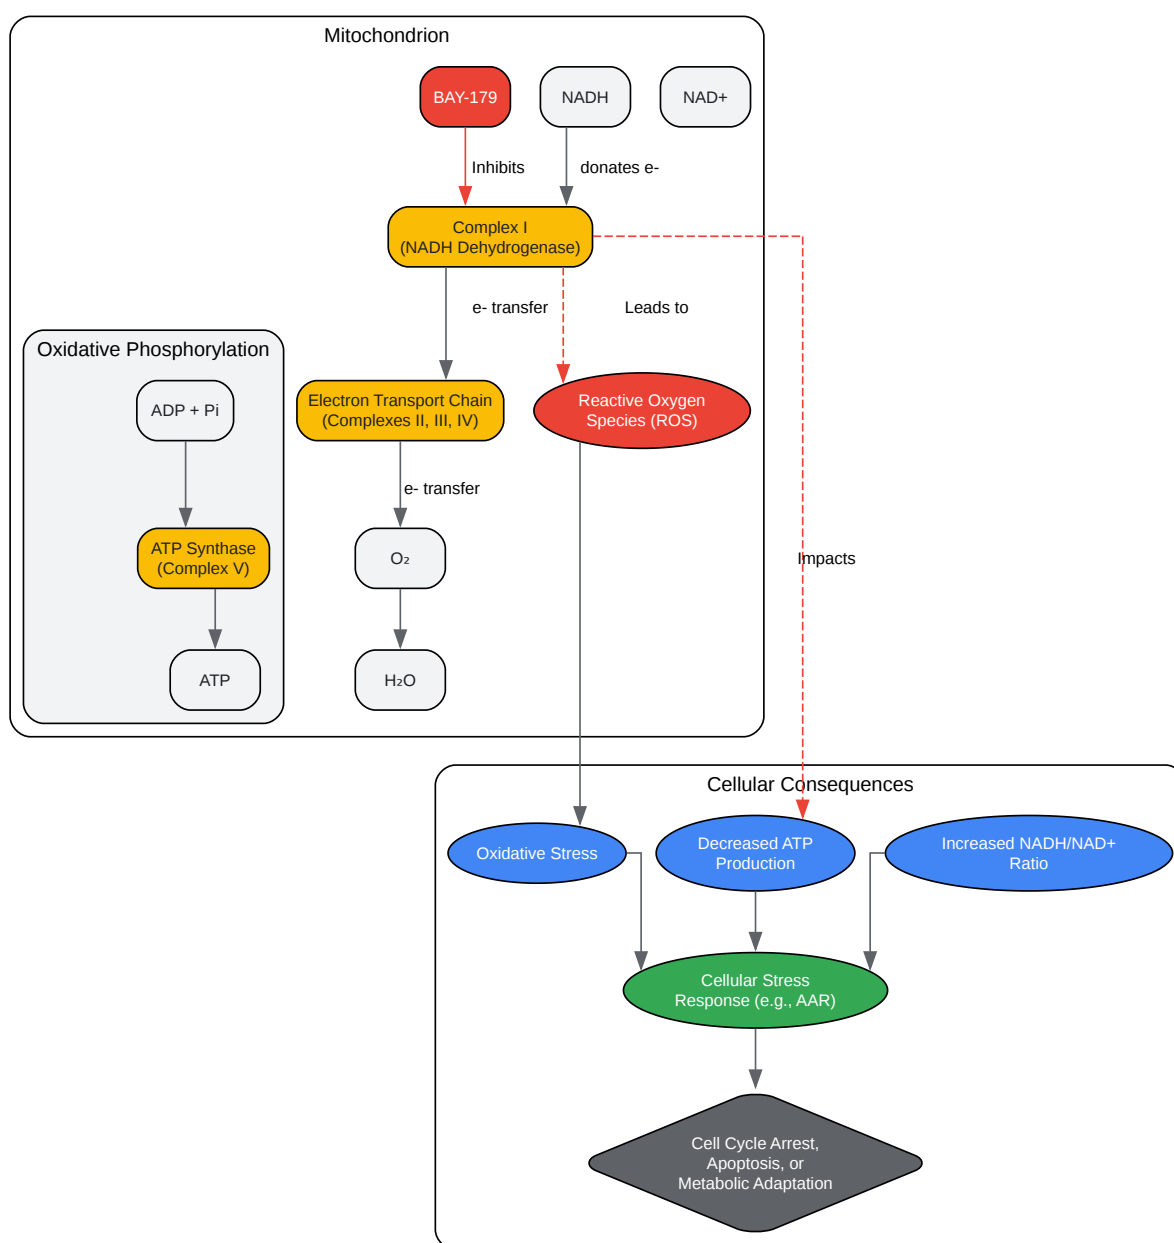 Mitochondrion
BAY-179
NADH
NAD+
Inhibits
donates e-
Complex I
(NADH Dehydrogenase)
e- transfer
Leads to
Oxidative Phosphorylation
ADP + Pi
Electron Transport Chain
(Complexes II, III, IV)
Reactive Oxygen
Species (ROS)
e- transfer
ATP Synthase
(Complex V)
O₂
Impacts
ATP
H₂O
Cellular Consequences
Oxidative Stress
Decreased ATP
Production
Increased NADH/NAD+
Ratio
Cellular Stress
Response (e.g., AAR)
Cell Cycle Arrest,
Apoptosis, or
Metabolic Adaptation